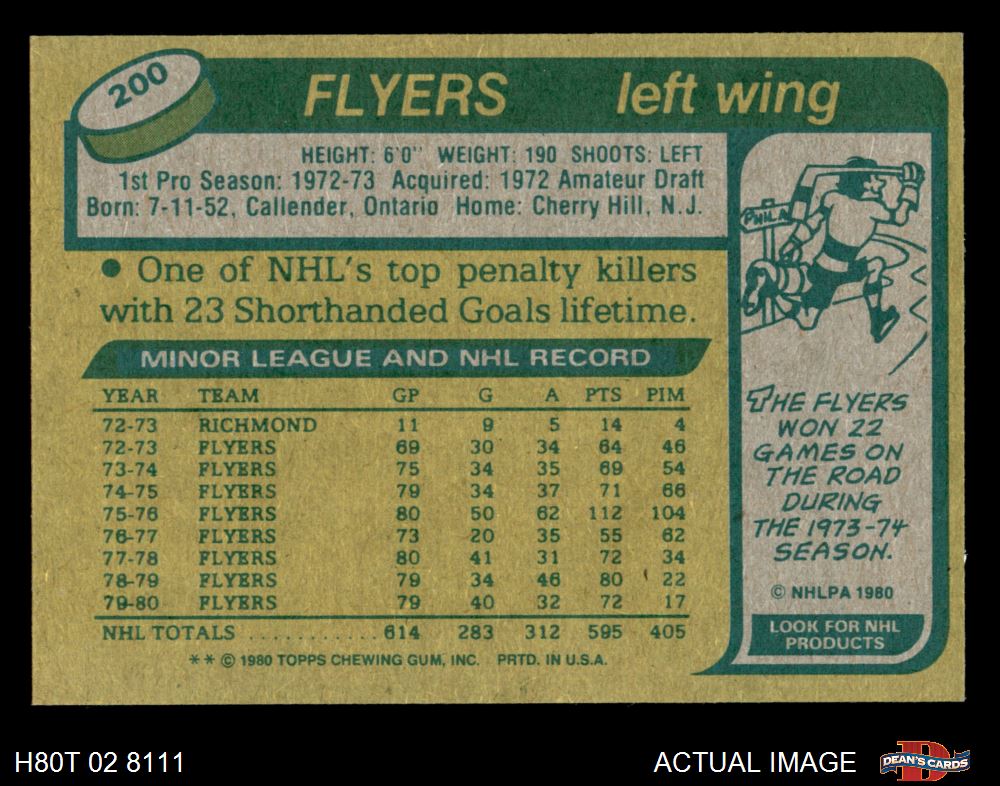 200
FLYERS left wing
HEIGHT: 6'0" WEIGHT: 190 SHOOTS: LEFT
1st Pro Season: 1972-73 Acquired: 1972 Amateur Draft
Born: 7-11-52, Callender, Ontario Home: Cherry Hill, N.J.
• One of NHL's top penalty killers
with 23 Shorthanded Goals lifetime.
MINOR LEAGUE AND NHL RECORD
YEAR TEAM GP G A PTS PIM
72-73 RICHMOND 11 9 5 14 4
72-73 FLYERS 69 30 34 64 46
73-74 FLYERS 75 34 35 69 54
74-75 FLYERS 79 34 37 71 66
75-76 FLYERS 80 50 62 112 104
76-77 FLYERS 73 20 35 55 62
77-78 FLYERS 80 41 31 72 34
78-79 FLYERS 79 34 46 80 22
79-80 FLYERS 79 40 32 72 17
NHL TOTALS .......... 614 283 312 595 405
** © 1980 TOPPS CHEWING GUM, INC. PRTD. IN U.S.A.
PHILA
THE FLYERS
WON 22
GAMES ON
THE ROAD
DURING
THE 1973-74
SEASON.
© NHLPA 1980
LOOK FOR NHL
PRODUCTS
H80T 02 8111
ACTUAL IMAGE
D
DEAN'S CARDS